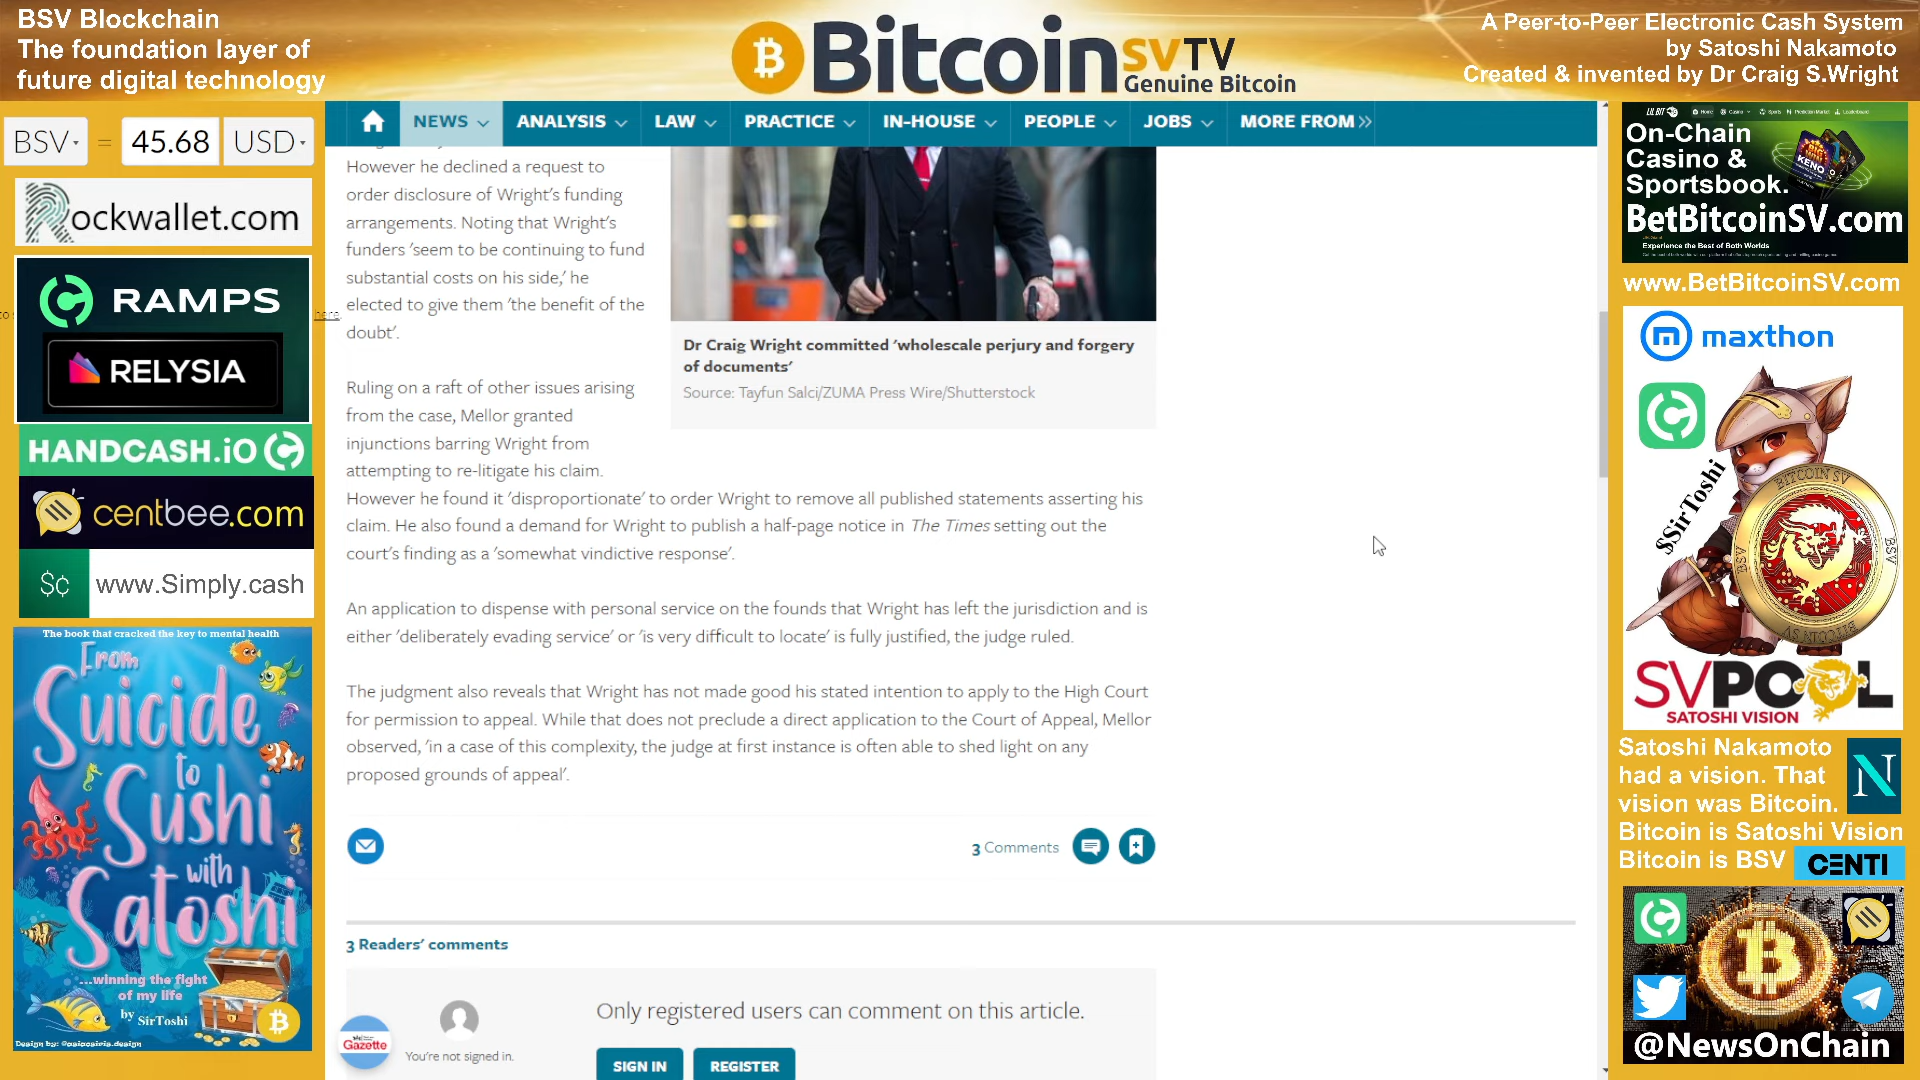 BSV Blockchain
The foundation layer of
future digital technology
Bitcoin SVTV
Genuine Bitcoin
A Peer-to-Peer Electronic Cash System
by Satoshi Nakamoto
Created & invented by Dr Craig S.Wright
BSV = 45.68 USD
Rockwallet.com
RAMPS
RELYSIA
HANDCASH.iO
centbee.com
$c www.Simply.cash
The book that cracked the key to mental health
From
Suicide
to
Sushi
with
Satoshi
...winning the fight
of my life
by SirToshi
NEWS ANALYSIS LAW PRACTICE IN-HOUSE PEOPLE JOBS MORE FROM
However he declined a request to
order disclosure of Wright's funding
arrangements. Noting that Wright's
funders 'seem to be continuing to fund
substantial costs on his side,' he
elected to give them 'the benefit of the
doubt'.
here
Dr Craig Wright committed 'wholescale perjury and forgery
of documents'
Source: Tayfun Salci/ZUMA Press Wire/Shutterstock
Ruling on a raft of other issues arising
from the case, Mellor granted
injunctions barring Wright from
attempting to re-litigate his claim.
However he found it 'disproportionate' to order Wright to remove all published statements asserting his
claim. He also found a demand for Wright to publish a half-page notice in The Times setting out the
court's finding as a 'somewhat vindictive response'.
An application to dispense with personal service on the founds that Wright has left the jurisdiction and is
either 'deliberately evading service' or 'is very difficult to locate' is fully justified, the judge ruled.
The judgment also reveals that Wright has not made good his stated intention to apply to the High Court
for permission to appeal. While that does not preclude a direct application to the Court of Appeal, Mellor
observed, 'in a case of this complexity, the judge at first instance is often able to shed light on any
proposed grounds of appeal'.
3 Comments
3 Readers' comments
Only registered users can comment on this article.
You're not signed in.
SIGN IN REGISTER
Gazette
On-Chain
Casino &
Sportsbook.
BetBitcoinSV.com
Experience the Best of Both Worlds
www.BetBitcoinSV.com
maxthon
$SirToshi
BITCOIN SV
BSV
SVPOOL
SATOSHI VISION
Satoshi Nakamoto
had a vision. That
vision was Bitcoin.
Bitcoin is Satoshi Vision
Bitcoin is BSV CENTI
@NewsOnChain